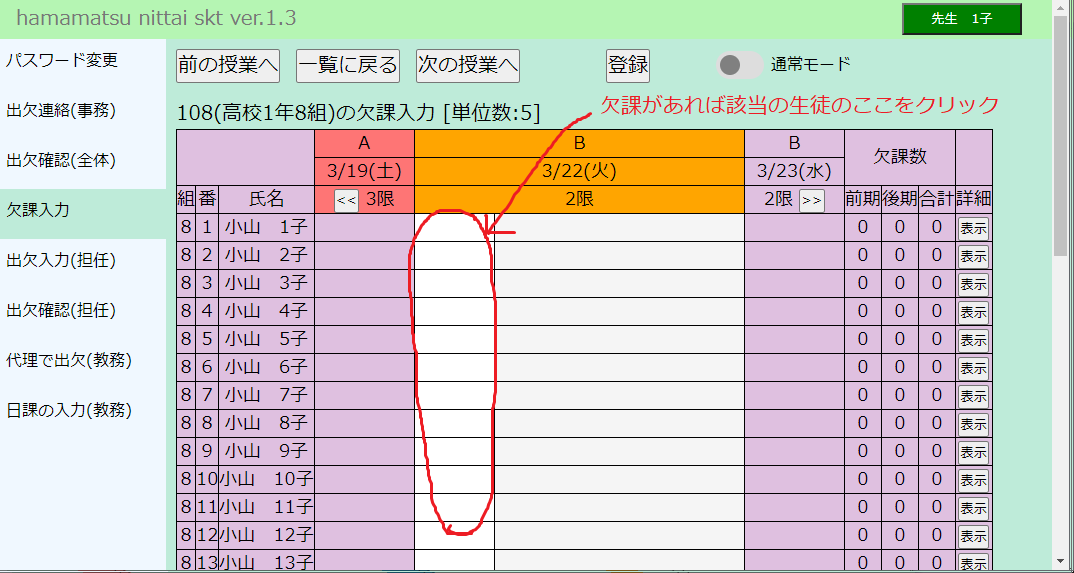 hamamatsu nittai skt ver.1.3
先生　1子
パスワード変更
出欠連絡(事務)
出欠確認(全体)
欠課入力
出欠入力(担任)
出欠確認(担任)
代理で出欠(教務)
日課の入力(教務)
前の授業へ 一覧に戻る 次の授業へ 登録 通常モード
欠課があれば該当の生徒のここをクリック
108(高校1年8組)の欠課入力 [単位数:5]
A B B 欠課数
3/19(土) 3/22(火) 3/23(水)
組 番 氏名 << 3限 2限 2限 >> 前期 後期 合計 詳細
8 1 小山　1子 0 0 0 表示
8 2 小山　2子 0 0 0 表示
8 3 小山　3子 0 0 0 表示
8 4 小山　4子 0 0 0 表示
8 5 小山　5子 0 0 0 表示
8 6 小山　6子 0 0 0 表示
8 7 小山　7子 0 0 0 表示
8 8 小山　8子 0 0 0 表示
8 9 小山　9子 0 0 0 表示
8 10 小山　10子 0 0 0 表示
8 11 小山　11子 0 0 0 表示
8 12 小山　12子 0 0 0 表示
8 13 小山　13子 0 0 0 表示